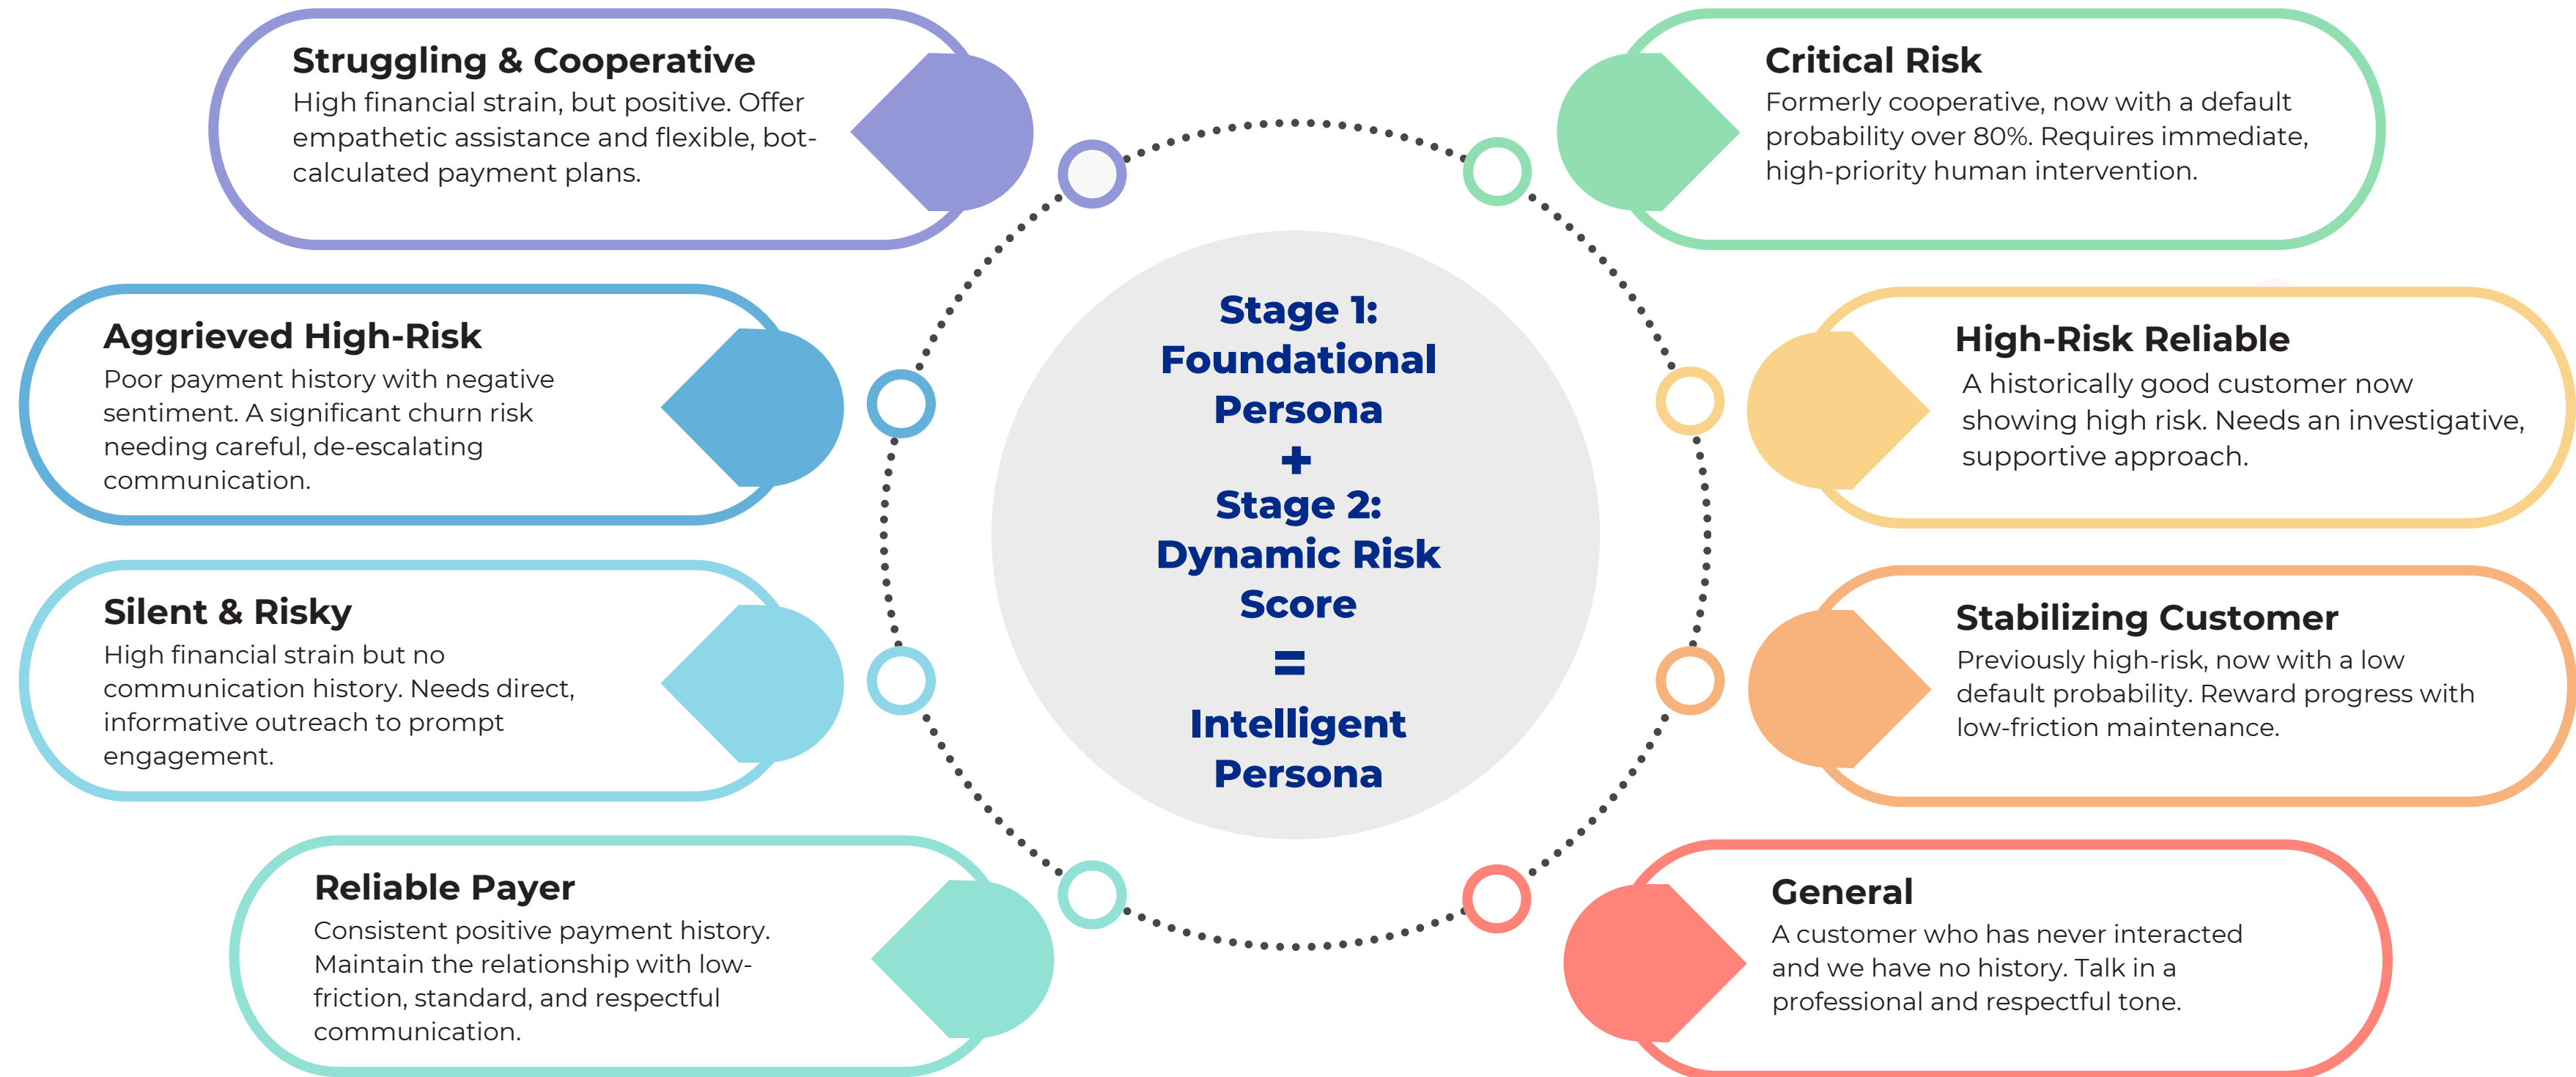 Struggling & Cooperative
High financial strain, but positive. Offer
empathetic assistance and flexible, bot-
calculated payment plans.
Aggrieved High-Risk
Poor payment history with negative
sentiment. A significant churn risk
needing careful, de-escalating
communication.
Silent & Risky
High financial strain but no
communication history. Needs direct,
informative outreach to prompt
engagement.
Reliable Payer
Consistent positive payment history.
Maintain the relationship with low-
friction, standard, and respectful
communication.
Stage 1:
Foundational
Persona
+
Stage 2:
Dynamic Risk
Score
=
Intelligent
Persona
Critical Risk
Formerly cooperative, now with a default
probability over 80%. Requires immediate,
high-priority human intervention.
High-Risk Reliable
A historically good customer now
showing high risk. Needs an investigative,
supportive approach.
Stabilizing Customer
Previously high-risk, now with a low
default probability. Reward progress with
low-friction maintenance.
General
A customer who has never interacted
and we have no history. Talk in a
professional and respectful tone.